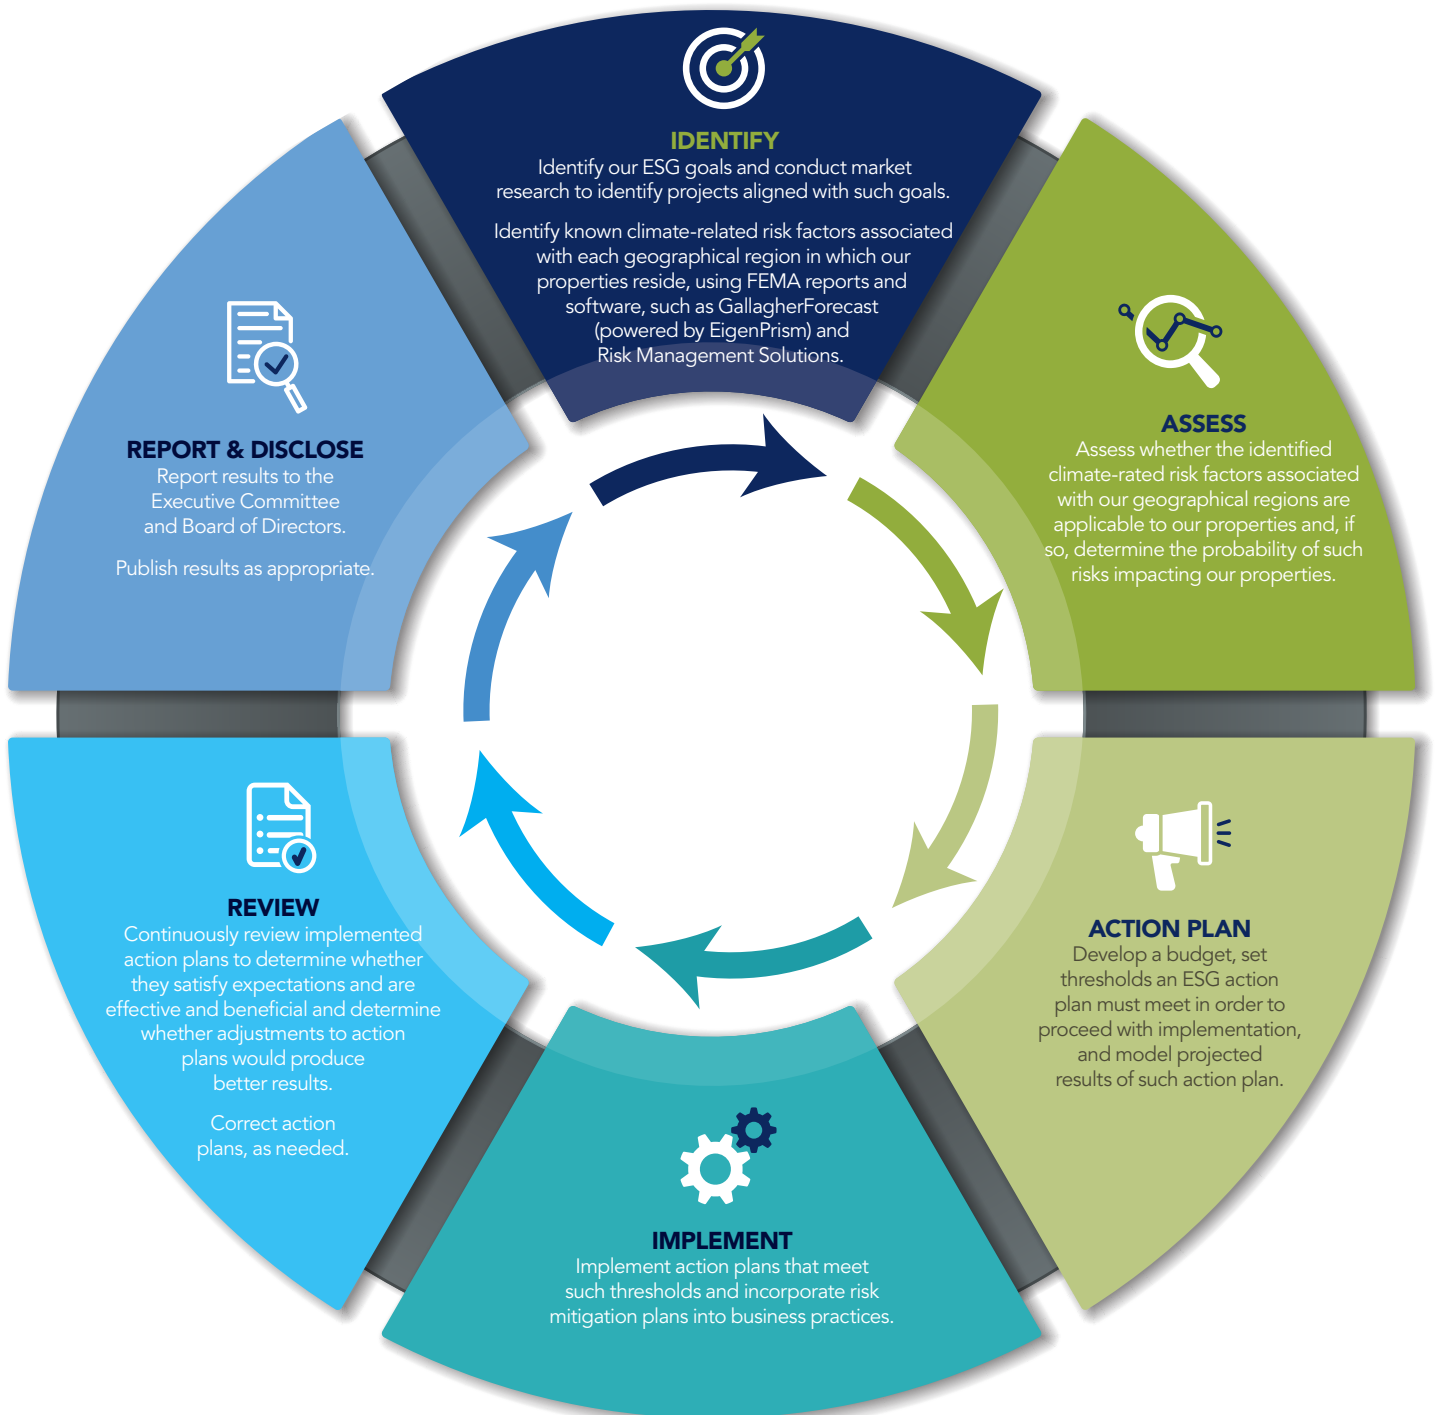 IDENTIFY
Identify our ESG goals and conduct market
research to identify projects aligned with such goals.
Identify known climate-related risk factors associated
with each geographical region in which our
properties reside, using FEMA reports and
software, such as GallagherForecast
(powered by EigenPrism) and
Risk Management Solutions.
ASSESS
Assess whether the identified
climate-rated risk factors associated
with our geographical regions are
applicable to our properties and, if
so, determine the probability of such
risks impacting our properties.
ACTION PLAN
Develop a budget, set
thresholds an ESG action
plan must meet in order to
proceed with implementation,
and model projected
results of such action plan.
IMPLEMENT
Implement action plans that meet
such thresholds and incorporate risk
mitigation plans into business practices.
REVIEW
Continuously review implemented
action plans to determine whether
they satisfy expectations and are
effective and beneficial and determine
whether adjustments to action
plans would produce
better results.
Correct action
plans, as needed.
REPORT & DISCLOSE
Report results to the
Executive Committee
and Board of Directors.
Publish results as appropriate.